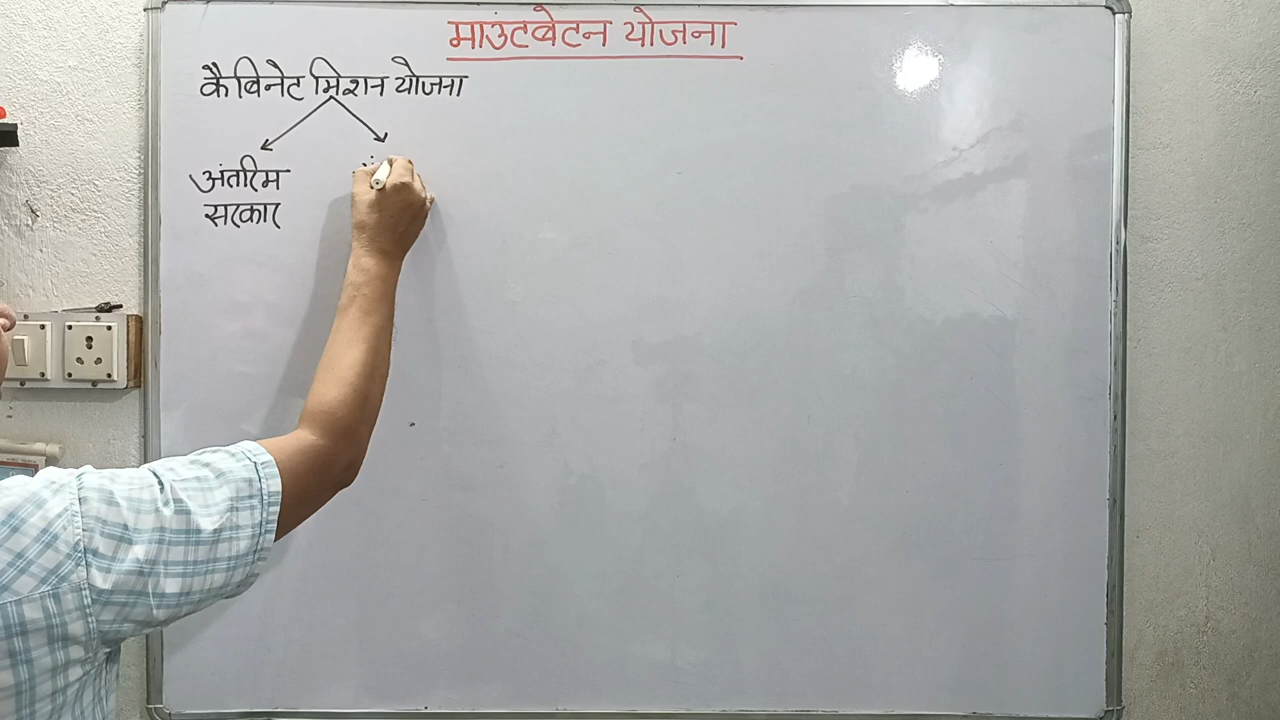 माउंटबेटन योजना
कैबिनेट मिशन योजना
अंतरिम
सरकार